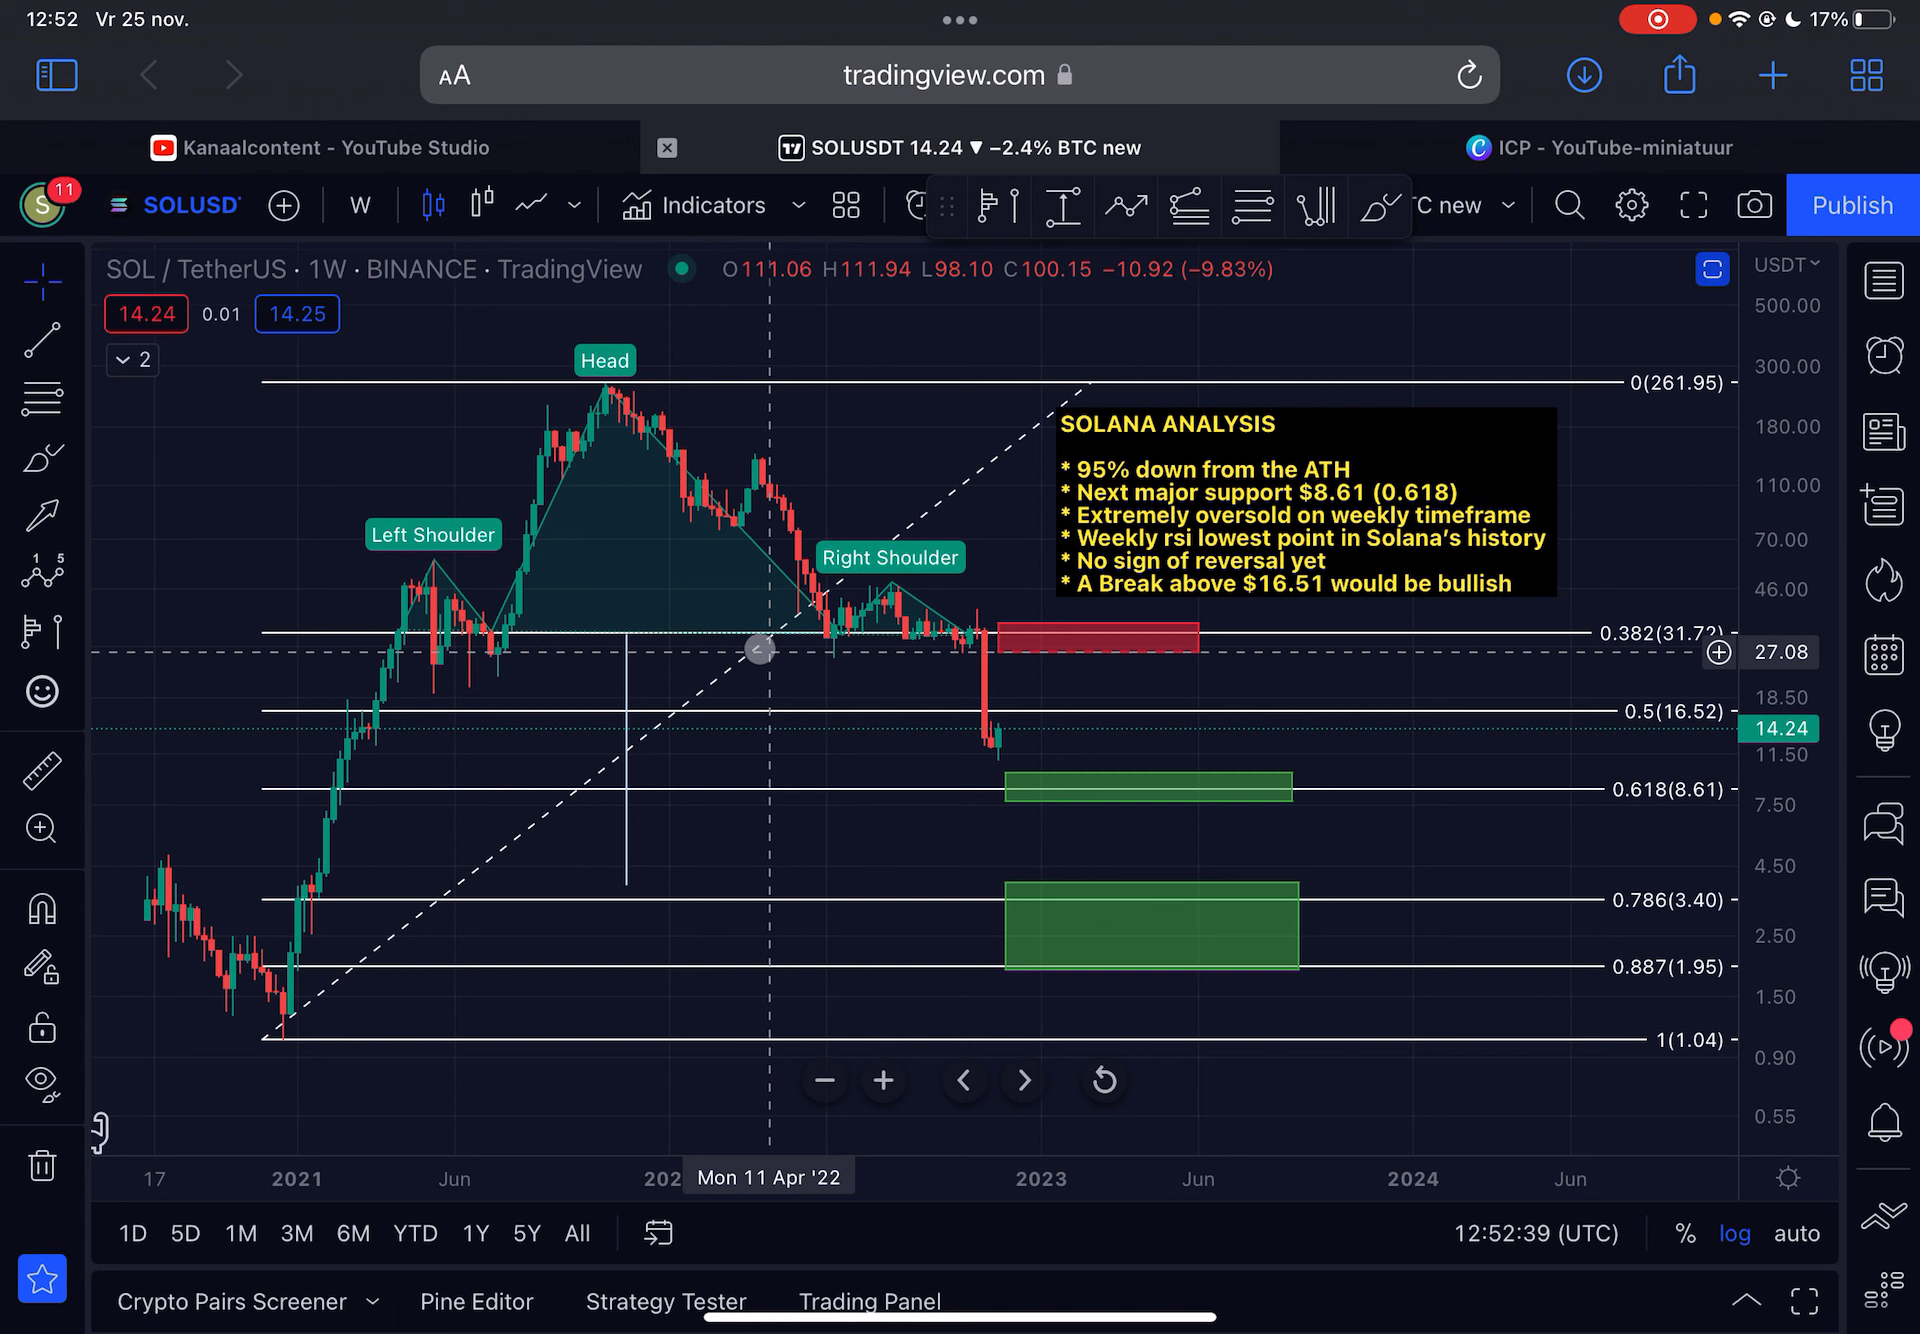 12:52 Vr 25 nov.
17%
AA
tradingview.com
Kanaalcontent - YouTube Studio
SOLUSDT 14.24 ▼ −2.4% BTC new
ICP - YouTube-miniatuur
S
11
SOLUSD
W
Indicators
C new
Publish
SOL / TetherUS · 1W · BINANCE · TradingView
O111.06 H111.94 L98.10 C100.15 −10.92 (−9.83%)
USDT
14.24
0.01
14.25
2
500.00
300.00
180.00
110.00
70.00
46.00
27.08
18.50
14.24
11.50
7.50
4.50
2.50
1.50
0.90
0.55
Head
Left Shoulder
Right Shoulder
0(261.95)
SOLANA ANALYSIS
* 95% down from the ATH
* Next major support $8.61 (0.618)
* Extremely oversold on weekly timeframe
* Weekly rsi lowest point in Solana's history
* No sign of reversal yet
* A Break above $16.51 would be bullish
0.382(31.72)
0.5(16.52)
0.618(8.61)
0.786(3.40)
0.887(1.95)
1(1.04)
17
2021
Jun
202
Mon 11 Apr '22
2023
Jun
2024
Jun
1D 5D 1M 3M 6M YTD 1Y 5Y All
12:52:39 (UTC)
% log auto
Crypto Pairs Screener
Pine Editor
Strategy Tester
Trading Panel